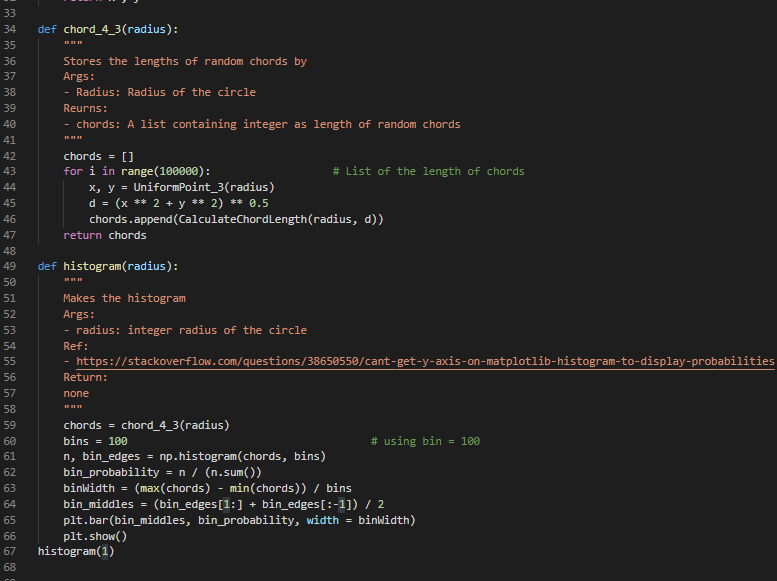 33
34 def chord_4_3(radius):
35 """
36 Stores the lengths of random chords by
37 Args:
38 - Radius: Radius of the circle
39 Reurns:
40 - chords: A list containing integer as length of random chords
41 """
42 chords = []
43 for i in range(100000): # List of the length of chords
44 x, y = UniformPoint_3(radius)
45 d = (x ** 2 + y ** 2) ** 0.5
46 chords.append(CalculateChordLength(radius, d))
47 return chords
48
49 def histogram(radius):
50 """
51 Makes the histogram
52 Args:
53 - radius: integer radius of the circle
54 Ref:
55 - https://stackoverflow.com/questions/38650550/cant-get-y-axis-on-matplotlib-histogram-to-display-probabilities
56 Return:
57 none
58 """
59 chords = chord_4_3(radius)
60 bins = 100 # using bin = 100
61 n, bin_edges = np.histogram(chords, bins)
62 bin_probability = n / (n.sum())
63 binWidth = (max(chords) - min(chords)) / bins
64 bin_middles = (bin_edges[1:] + bin_edges[:-1]) / 2
65 plt.bar(bin_middles, bin_probability, width = binWidth)
66 plt.show()
67 histogram(1)
68